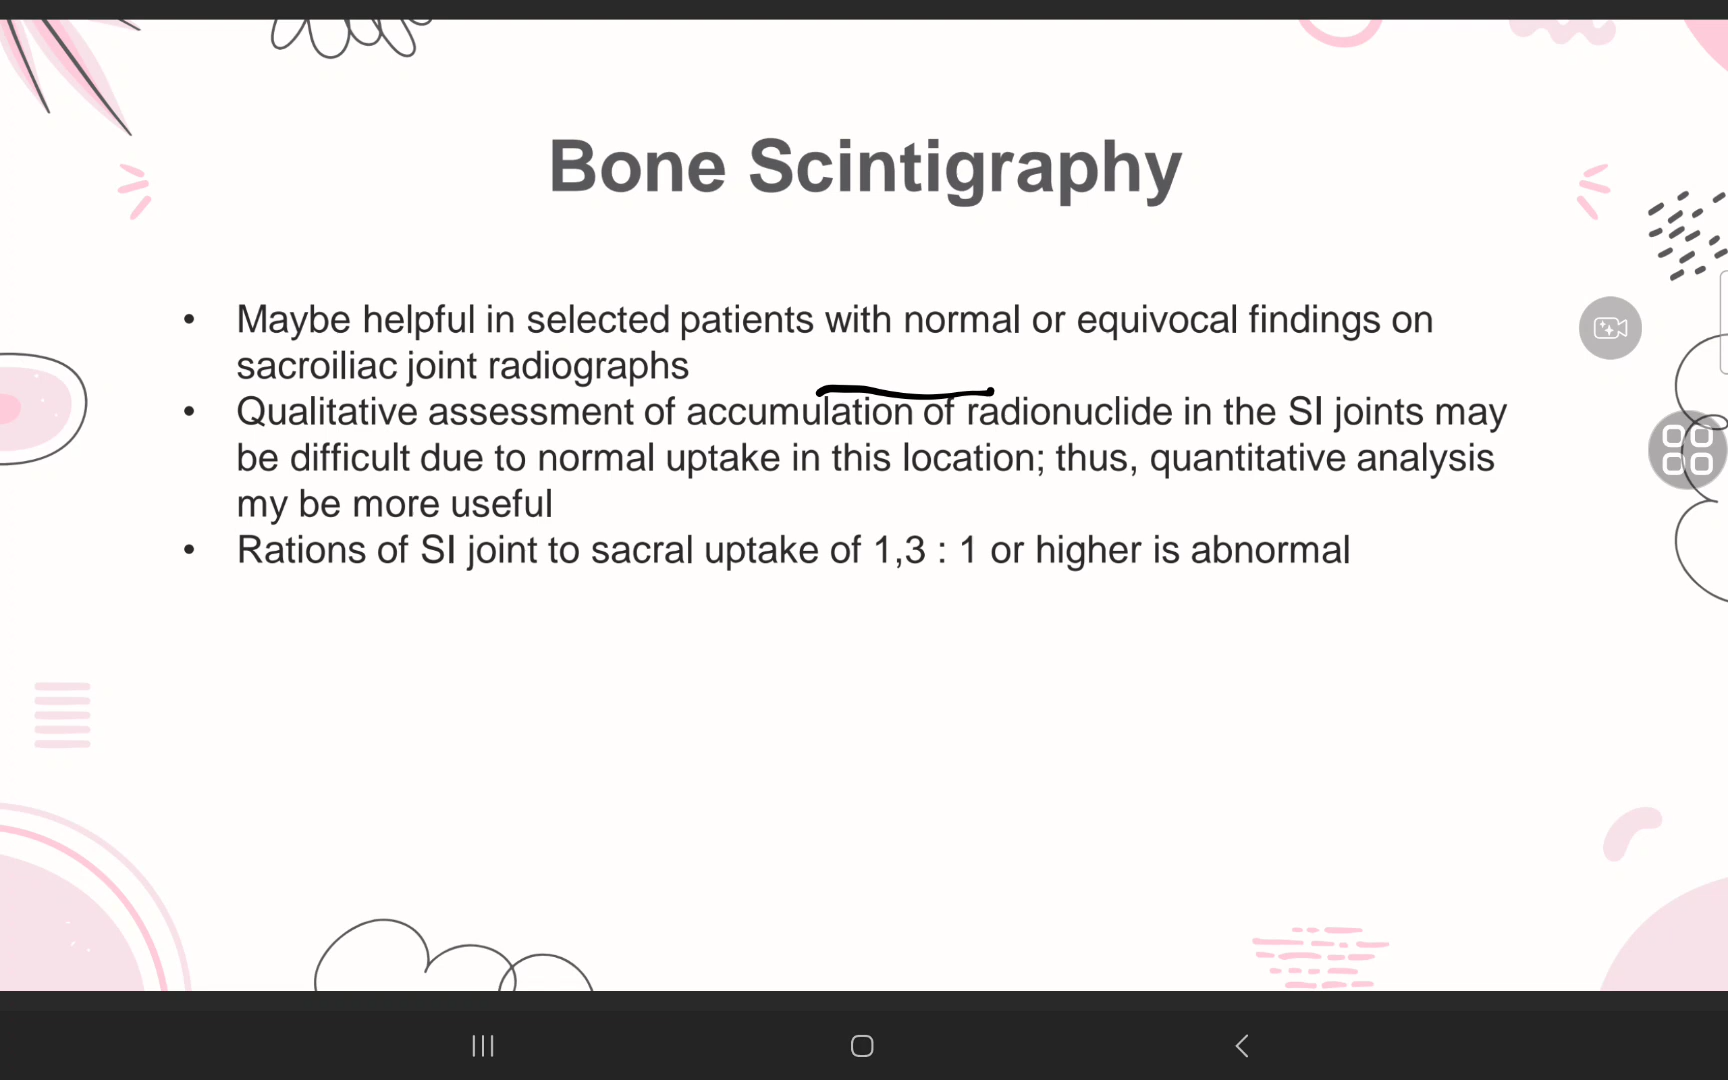 Bone Scintigraphy
• Maybe helpful in selected patients with normal or equivocal findings on
sacroiliac joint radiographs
• Qualitative assessment of accumulation of radionuclide in the SI joints may
be difficult due to normal uptake in this location; thus, quantitative analysis
my be more useful
• Rations of SI joint to sacral uptake of 1,3 : 1 or higher is abnormal